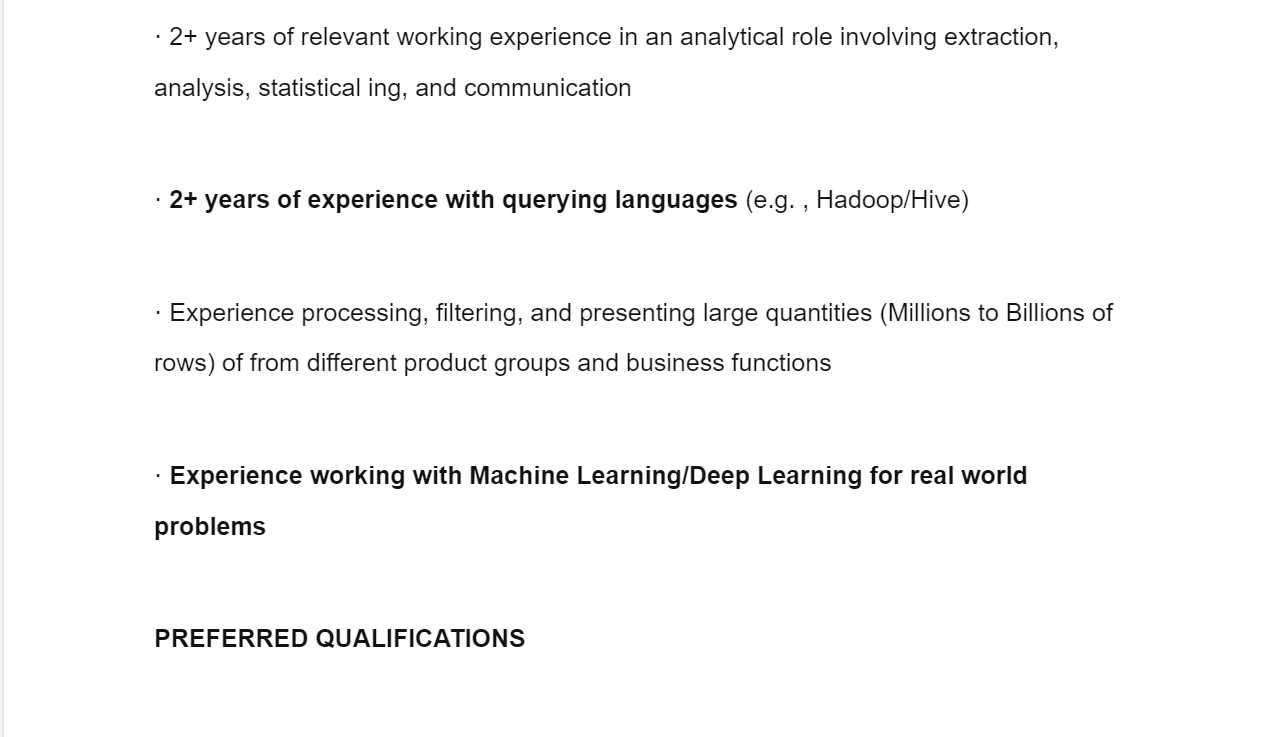 · 2+ years of relevant working experience in an analytical role involving extraction,
analysis, statistical ing, and communication
· 2+ years of experience with querying languages (e.g. , Hadoop/Hive)
· Experience processing, filtering, and presenting large quantities (Millions to Billions of
rows) of from different product groups and business functions
· Experience working with Machine Learning/Deep Learning for real world
problems
PREFERRED QUALIFICATIONS